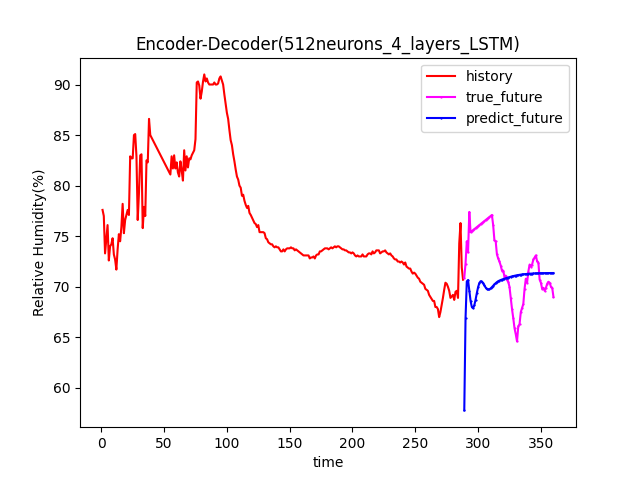 Encoder-Decoder(512neurons_4_layers_LSTM)
history
true_future
predict_future
Relative Humidity(%)
90
85
80
75
70
65
60
0 50 100 150 200 250 300 350
time